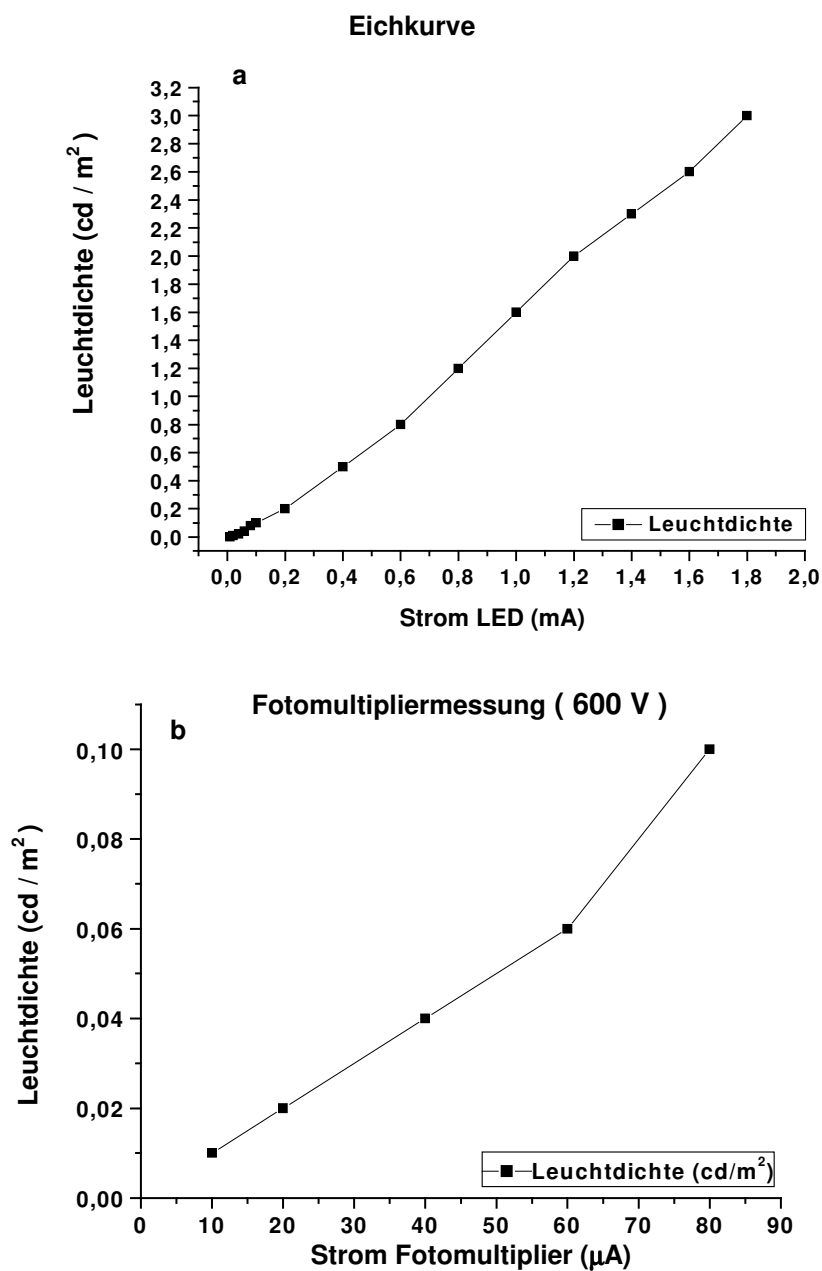 Eichkurve
a
3,2
3,0
2,8
2,6
2,4
2,2
2,0
1,8
1,6
1,4
1,2
1,0
0,8
0,6
0,4
0,2
0,0
Leuchtdichte (cd / m²)
Leuchtdichte
0,0 0,2 0,4 0,6 0,8 1,0 1,2 1,4 1,6 1,8 2,0
Strom LED (mA)
Fotomultipliermessung ( 600 V )
b
0,10
0,08
0,06
0,04
0,02
0,00
Leuchtdichte (cd / m²)
Leuchtdichte (cd/m²)
0 10 20 30 40 50 60 70 80 90
Strom Fotomultiplier (µA)